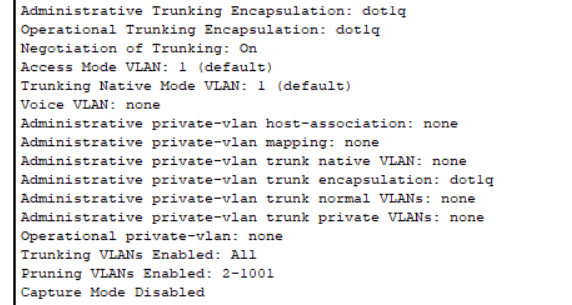 Administrative Trunking Encapsulation: dot1q
Operational Trunking Encapsulation: dot1q
Negotiation of Trunking: On
Access Mode VLAN: 1 (default)
Trunking Native Mode VLAN: 1 (default)
Voice VLAN: none
Administrative private-vlan host-association: none
Administrative private-vlan mapping: none
Administrative private-vlan trunk native VLAN: none
Administrative private-vlan trunk encapsulation: dot1q
Administrative private-vlan trunk normal VLANs: none
Administrative private-vlan trunk private VLANs: none
Operational private-vlan: none
Trunking VLANs Enabled: All
Pruning VLANs Enabled: 2-1001
Capture Mode Disabled